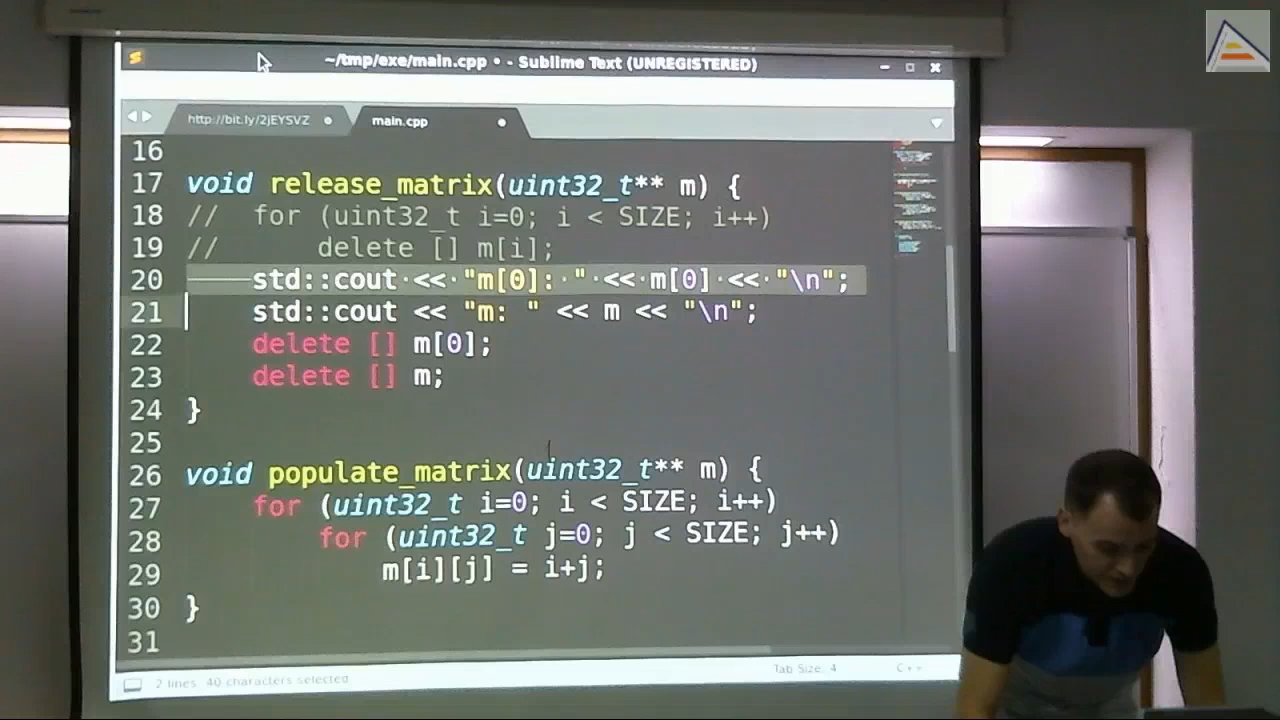 ~/tmp/exe/main.cpp • - Sublime Text (UNREGISTERED)
http://bit.ly/2jEYSVZ
main.cpp
16
17 void release_matrix(uint32_t** m) {
18 //  for (uint32_t i=0; i < SIZE; i++)
19 //      delete [] m[i];
20     std::cout << "m[0]: " << m[0] << "\n";
21     std::cout << "m: " << m << "\n";
22     delete [] m[0];
23     delete [] m;
24 }
25
26 void populate_matrix(uint32_t** m) {
27     for (uint32_t i=0; i < SIZE; i++)
28         for (uint32_t j=0; j < SIZE; j++)
29             m[i][j] = i+j;
30 }
31
2 lines, 40 characters selected
Tab Size: 4
C++